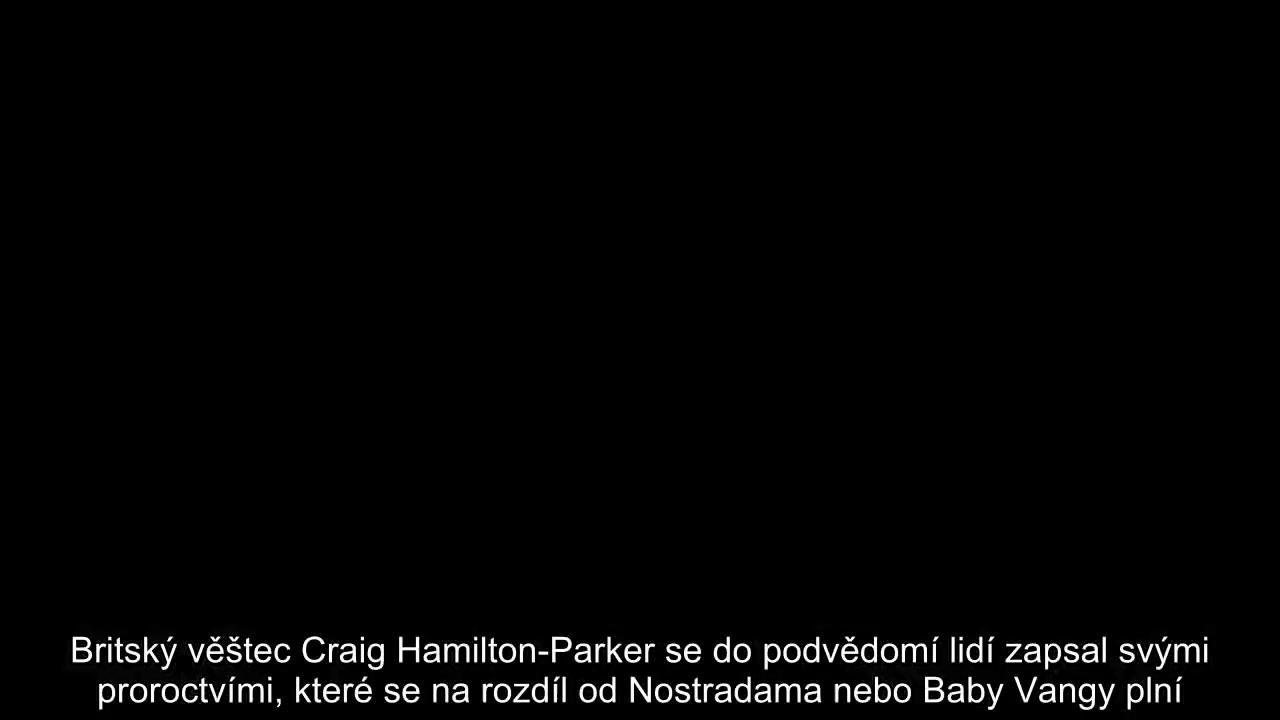 Britský věštec Craig Hamilton-Parker se do podvědomí lidí zapsal svými
proroctvími, které se na rozdíl od Nostradama nebo Baby Vangy plní